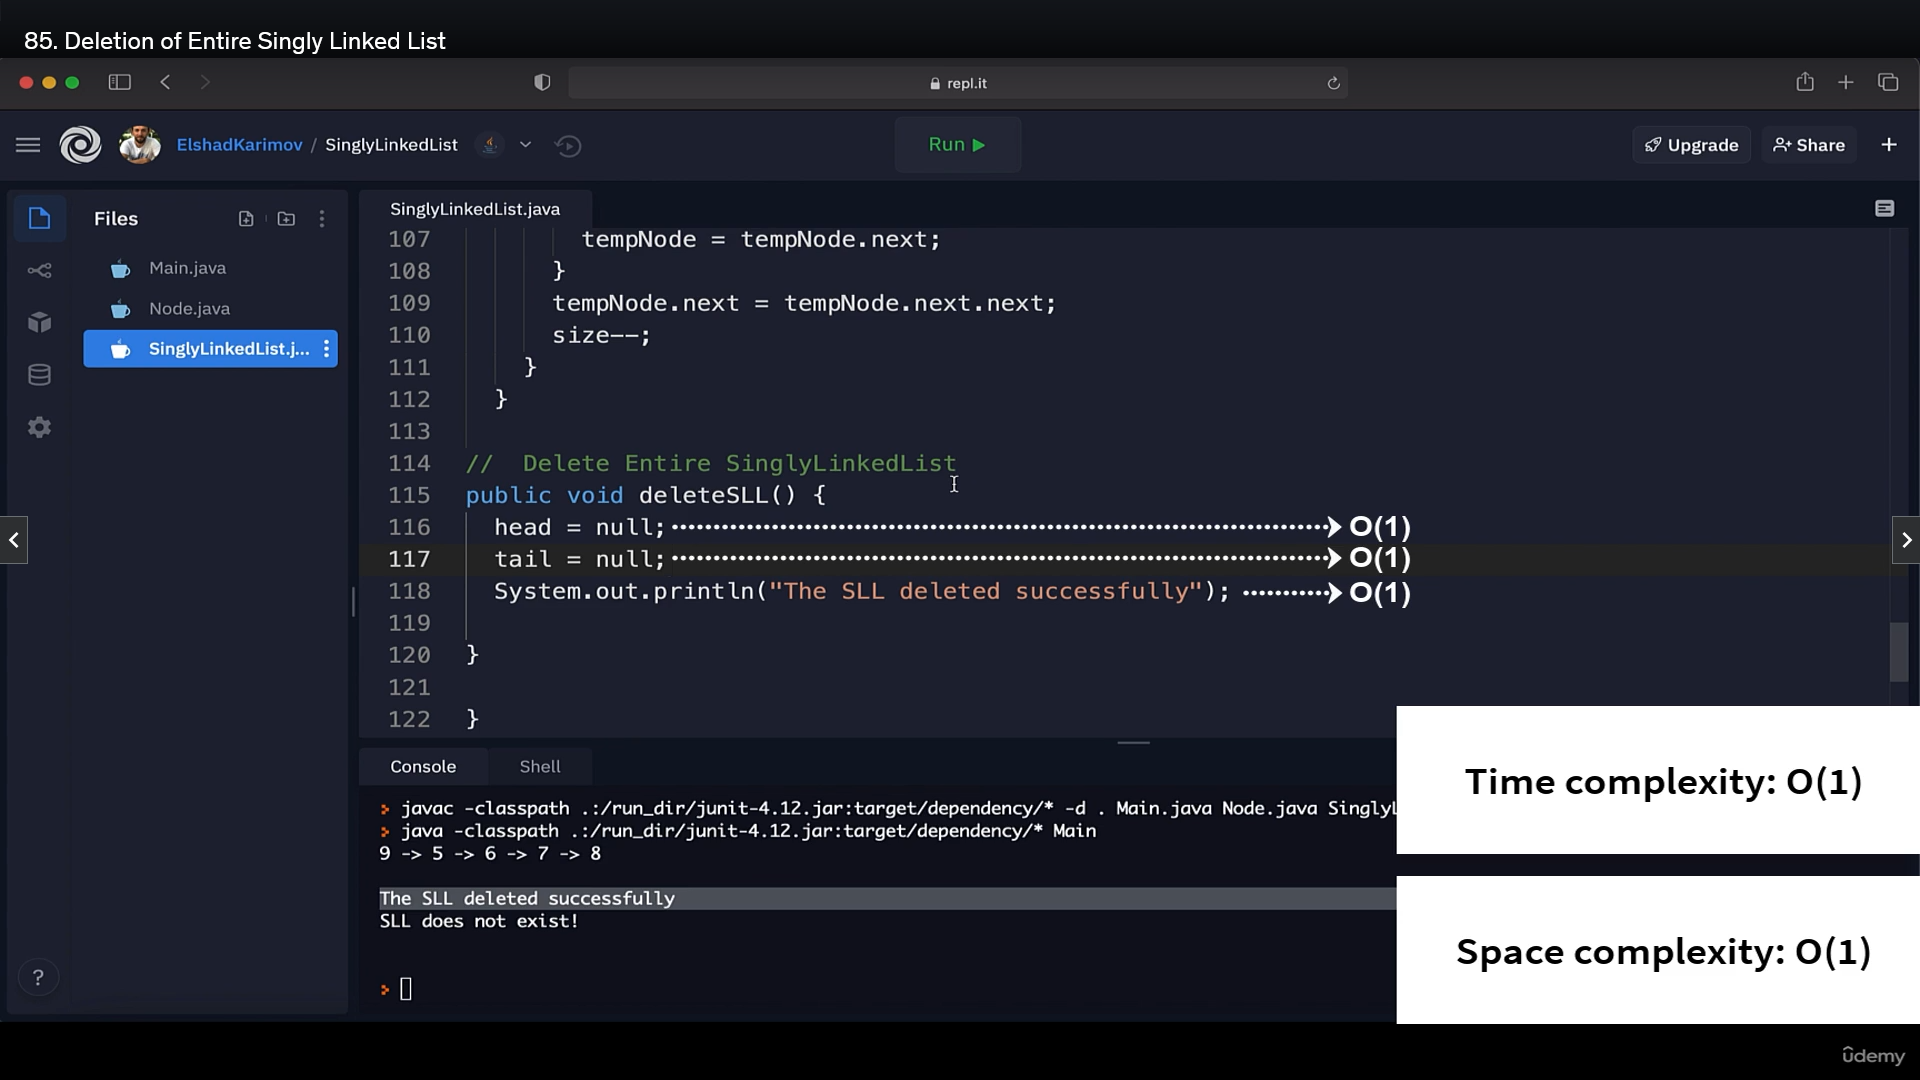 85. Deletion of Entire Singly Linked List
repl.it
ElshadKarimov / SinglyLinkedList
Run
Upgrade
Share
Files
Main.java
Node.java
SinglyLinkedList.j...
SinglyLinkedList.java
107 tempNode = tempNode.next;
108 }
109 tempNode.next = tempNode.next.next;
110 size--;
111 }
112 }
113
114 // Delete Entire SinglyLinkedList
115 public void deleteSLL() {
116 head = null; O(1)
117 tail = null; O(1)
118 System.out.println("The SLL deleted successfully"); O(1)
119
120 }
121
122 }
Console Shell
> javac -classpath .:/run_dir/junit-4.12.jar:target/dependency/* -d . Main.java Node.java SinglyL
> java -classpath .:/run_dir/junit-4.12.jar:target/dependency/* Main
9 -> 5 -> 6 -> 7 -> 8
The SLL deleted successfully
SLL does not exist!
>
?
Time complexity: O(1)
Space complexity: O(1)
ûdemy